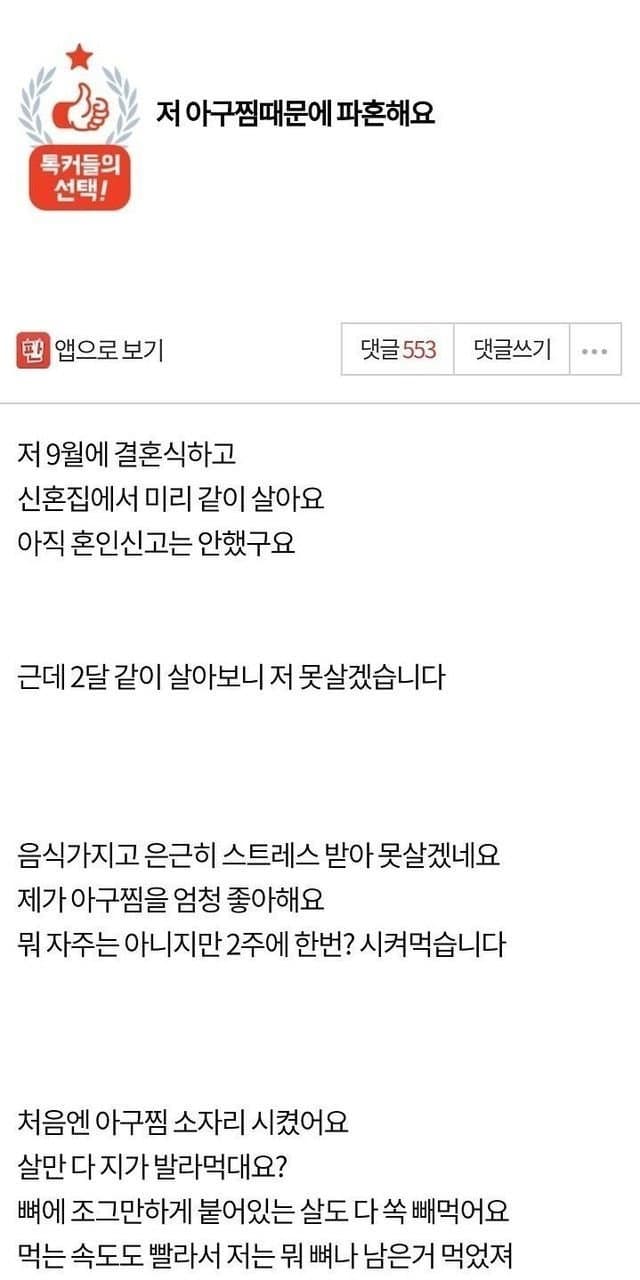 저 아구찜때문에 파혼해요
톡커들의
선택!
판 앱으로 보기
댓글 553 댓글쓰기 •••
저 9월에 결혼식하고
신혼집에서 미리 같이 살아요
아직 혼인신고는 안했구요
근데 2달 같이 살아보니 저 못살겠습니다
음식가지고 은근히 스트레스 받아 못살겠네요
제가 아구찜을 엄청 좋아해요
뭐 자주는 아니지만 2주에 한번? 시켜먹습니다
처음엔 아구찜 소자리 시켰어요
살만 다 지가 발라먹대요?
뼈에 조그만하게 붙어있는 살도 다 쏙 빼먹어요
먹는 속도도 빨라서 저는 뭐 뼈나 남은거 먹었져